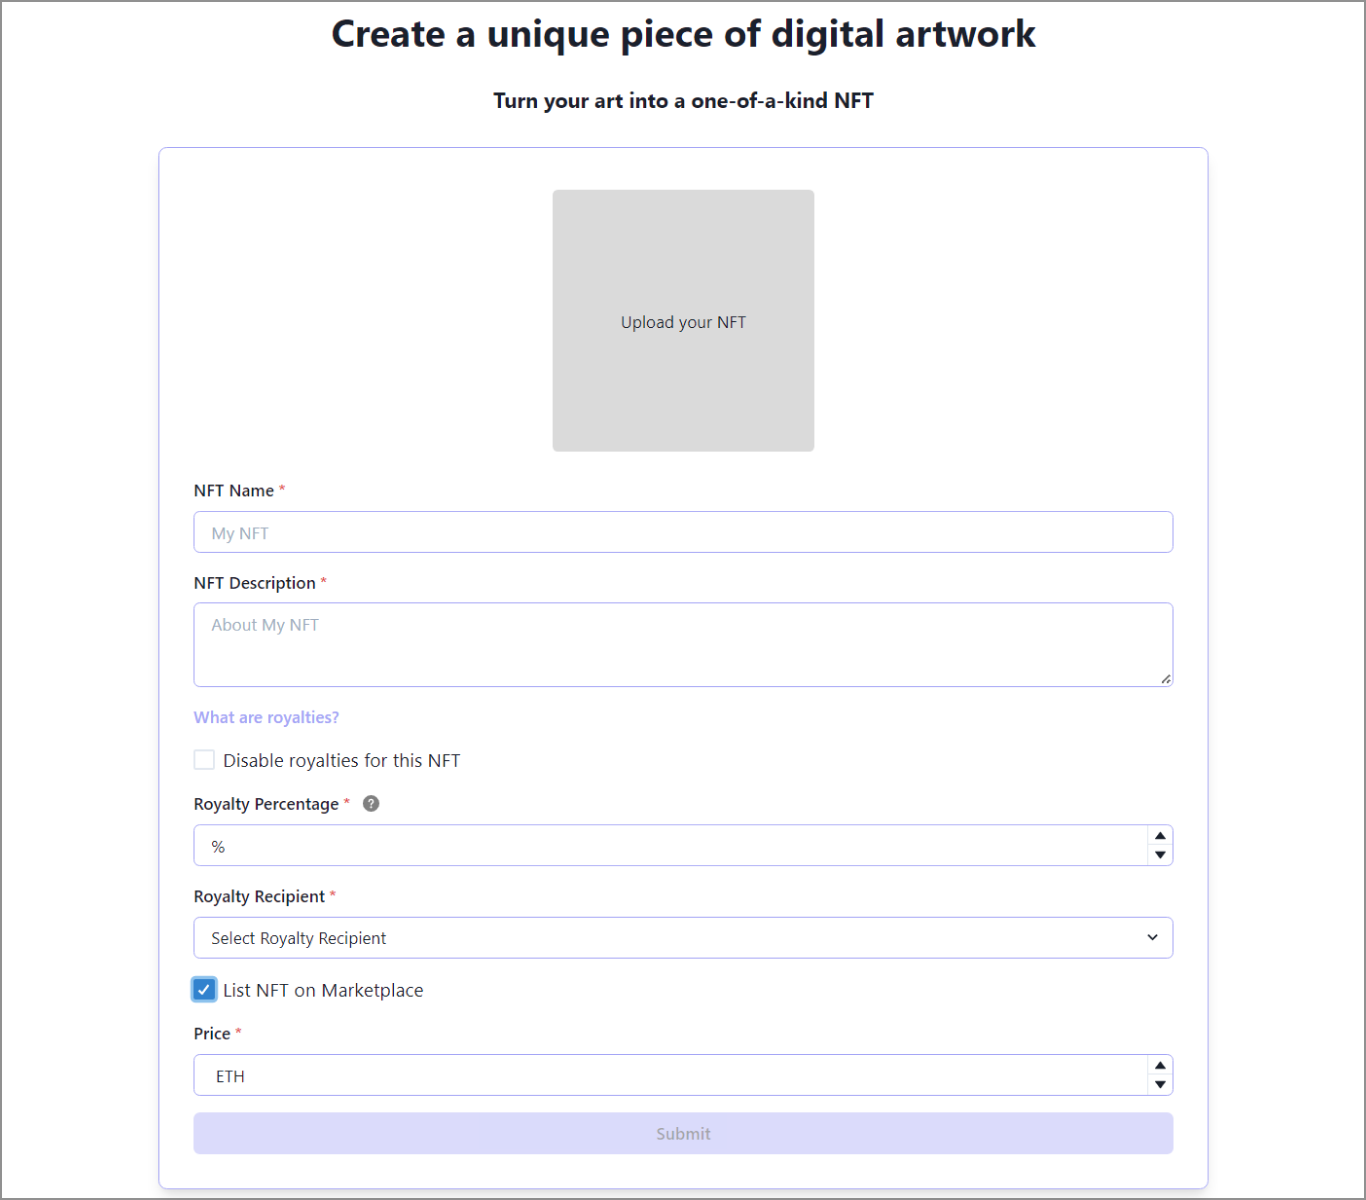 Create a unique piece of digital artwork
Turn your art into a one-of-a-kind NFT
Upload your NFT
NFT Name *
My NFT
NFT Description *
About My NFT
What are royalties?
Disable royalties for this NFT
Royalty Percentage * ?
%
Royalty Recipient *
Select Royalty Recipient
List NFT on Marketplace
Price *
ETH
Submit